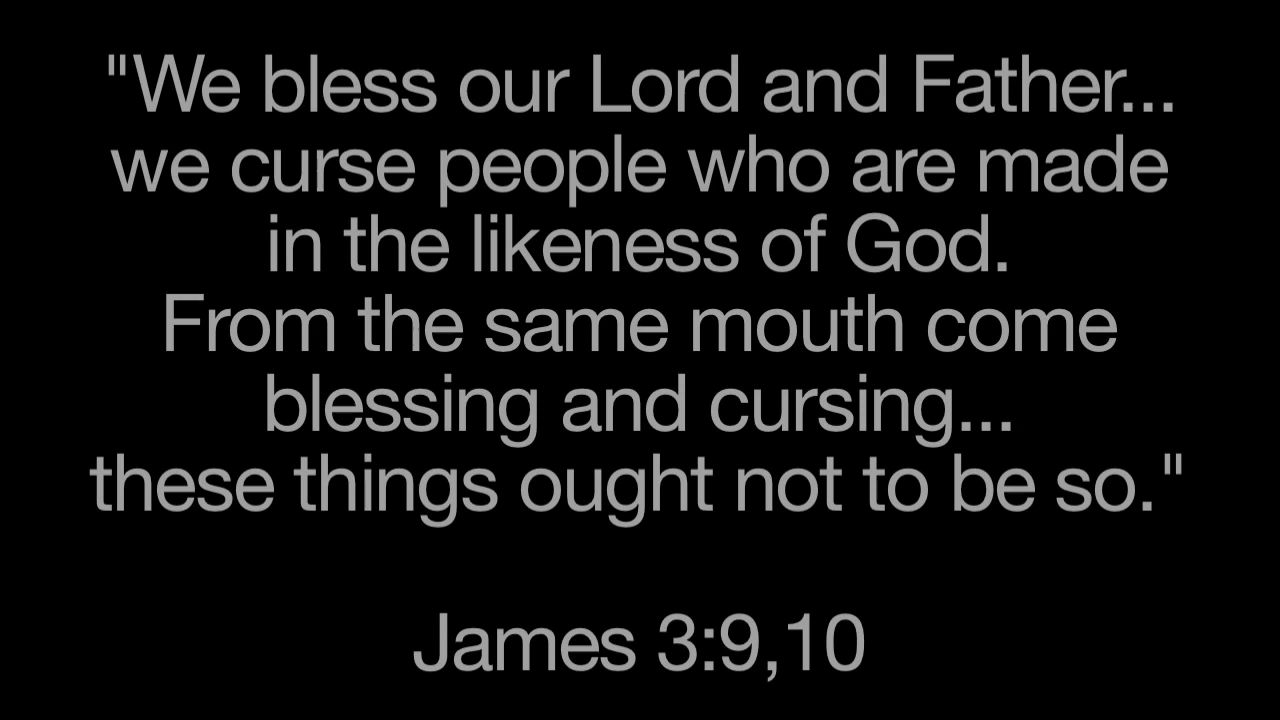 "We bless our Lord and Father...
we curse people who are made
in the likeness of God.
From the same mouth come
blessing and cursing...
these things ought not to be so."
James 3:9,10